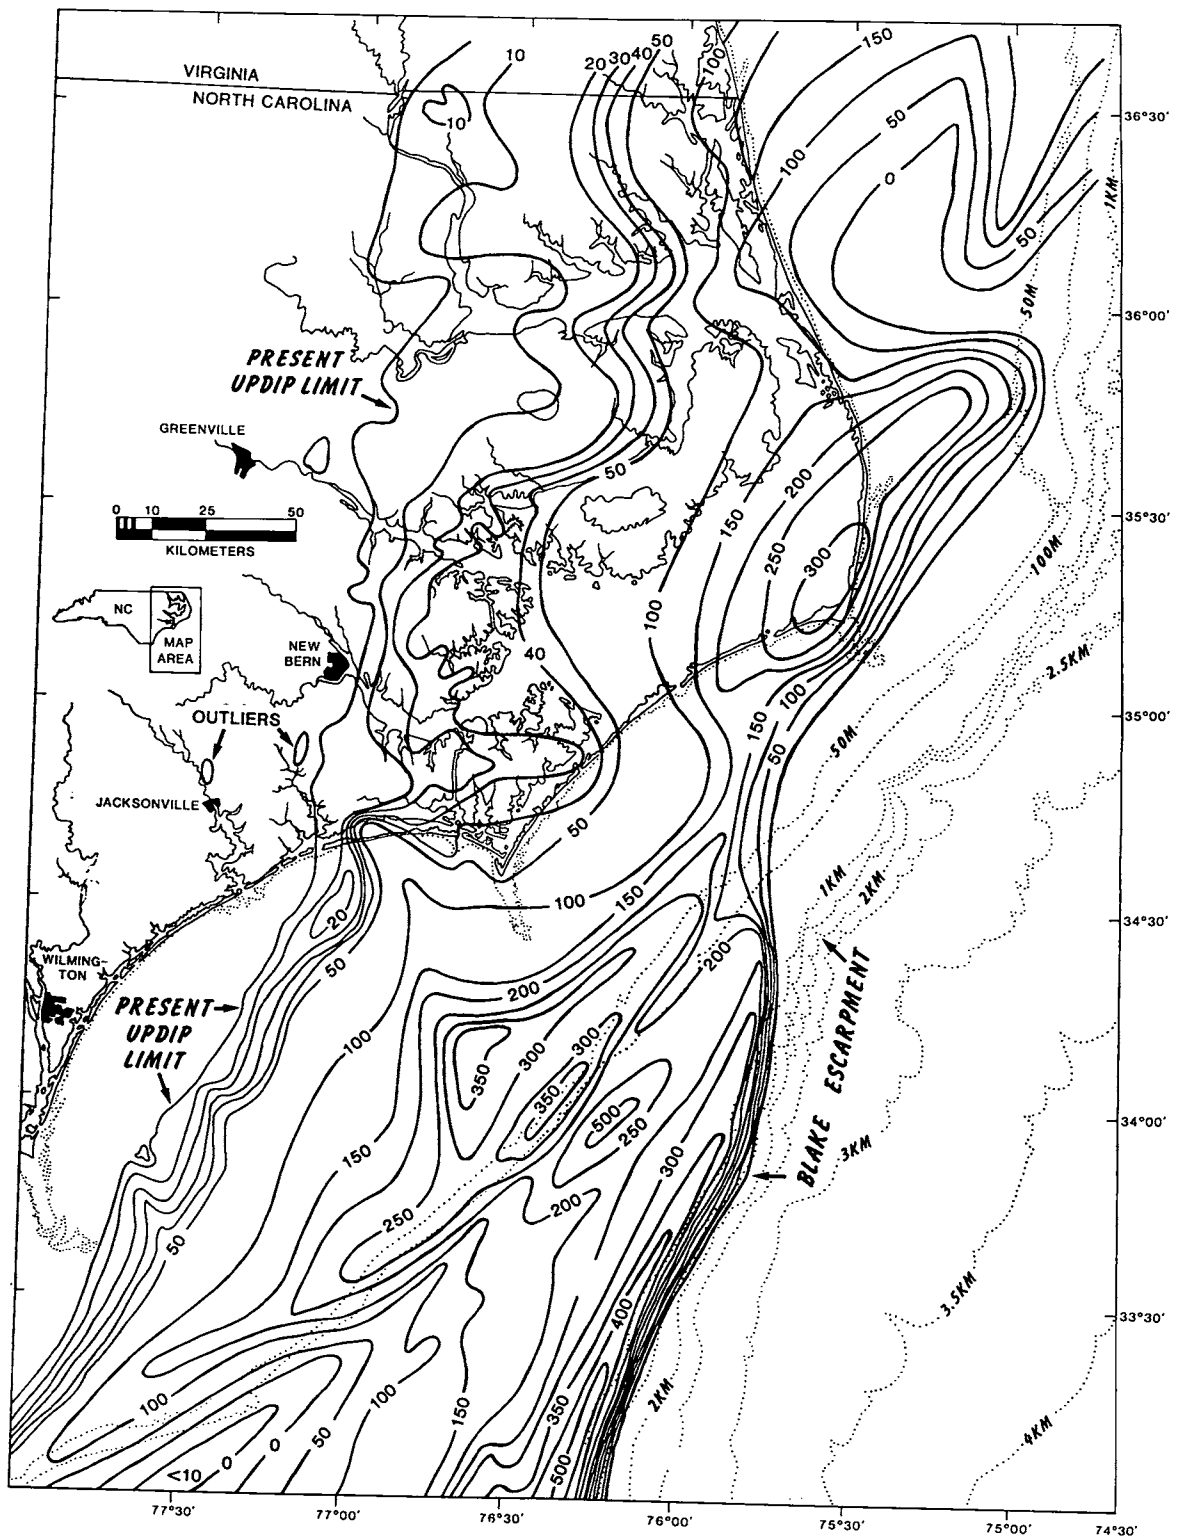 10
50
20
30
40
100
150
VIRGINIA
NORTH CAROLINA
10
36°30'
50
100
0
1KM
50
50M
36°00'
PRESENT
UPDIP LIMIT
GREENVILLE
50
200
150
0 10 25 50
KILOMETERS
35°30'
250
300
100M
NC
MAP
AREA
100
NEW
BERN
40
2.5KM
OUTLIERS
150
100
50
50M
35°00'
JACKSONVILLE
50
100
150
1KM
2KM
20
34°30'
WILMING-
TON
50
200
200
BLAKE ESCARPMENT
PRESENT
UPDIP
LIMIT
100
350
300
300
350
500
250
10
34°00'
150
300
3KM
250
200
50
400
3.5KM
33°30'
100
100
150
350
2KM
<10
0
0
50
500
4KM
77°30'
77°00'
76°30'
76°00'
75°30'
75°00'
74°30'